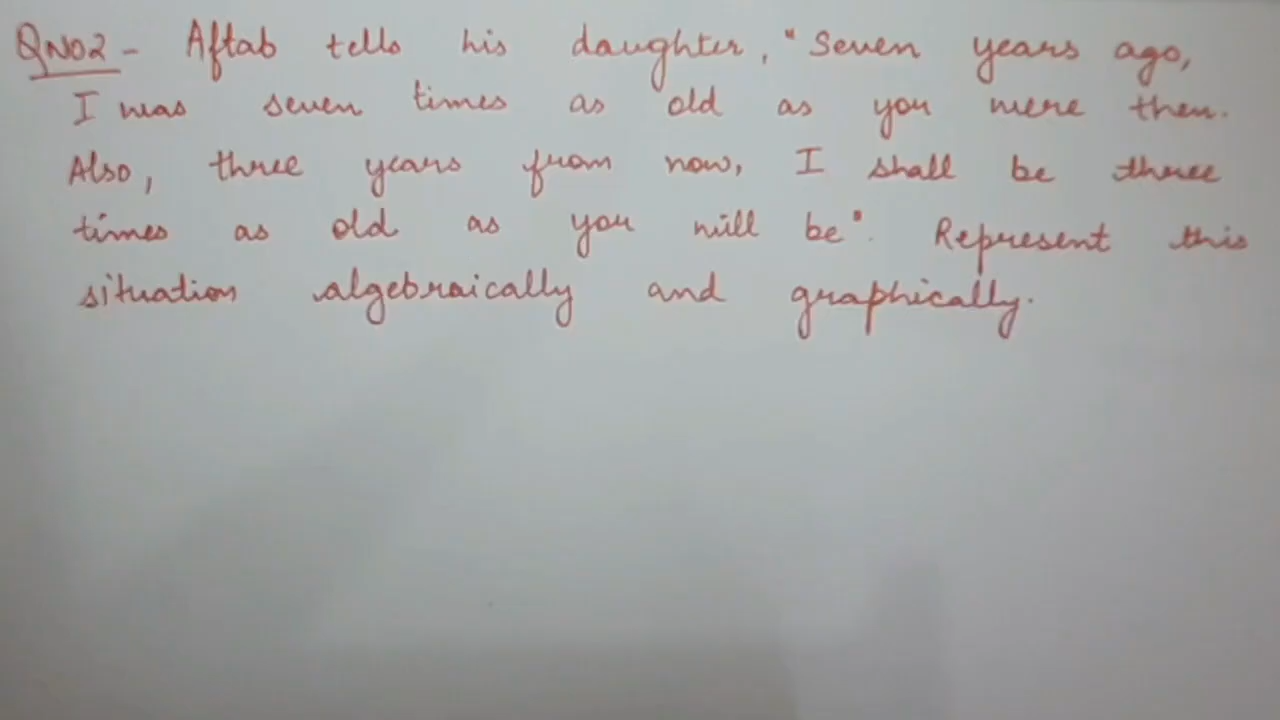 QNO2 - Aftab tells his daughter, "Seven years ago,
I was seven times as old as you were then.
Also, three years from now, I shall be three
times as old as you will be". Represent this
situation algebraically and graphically.